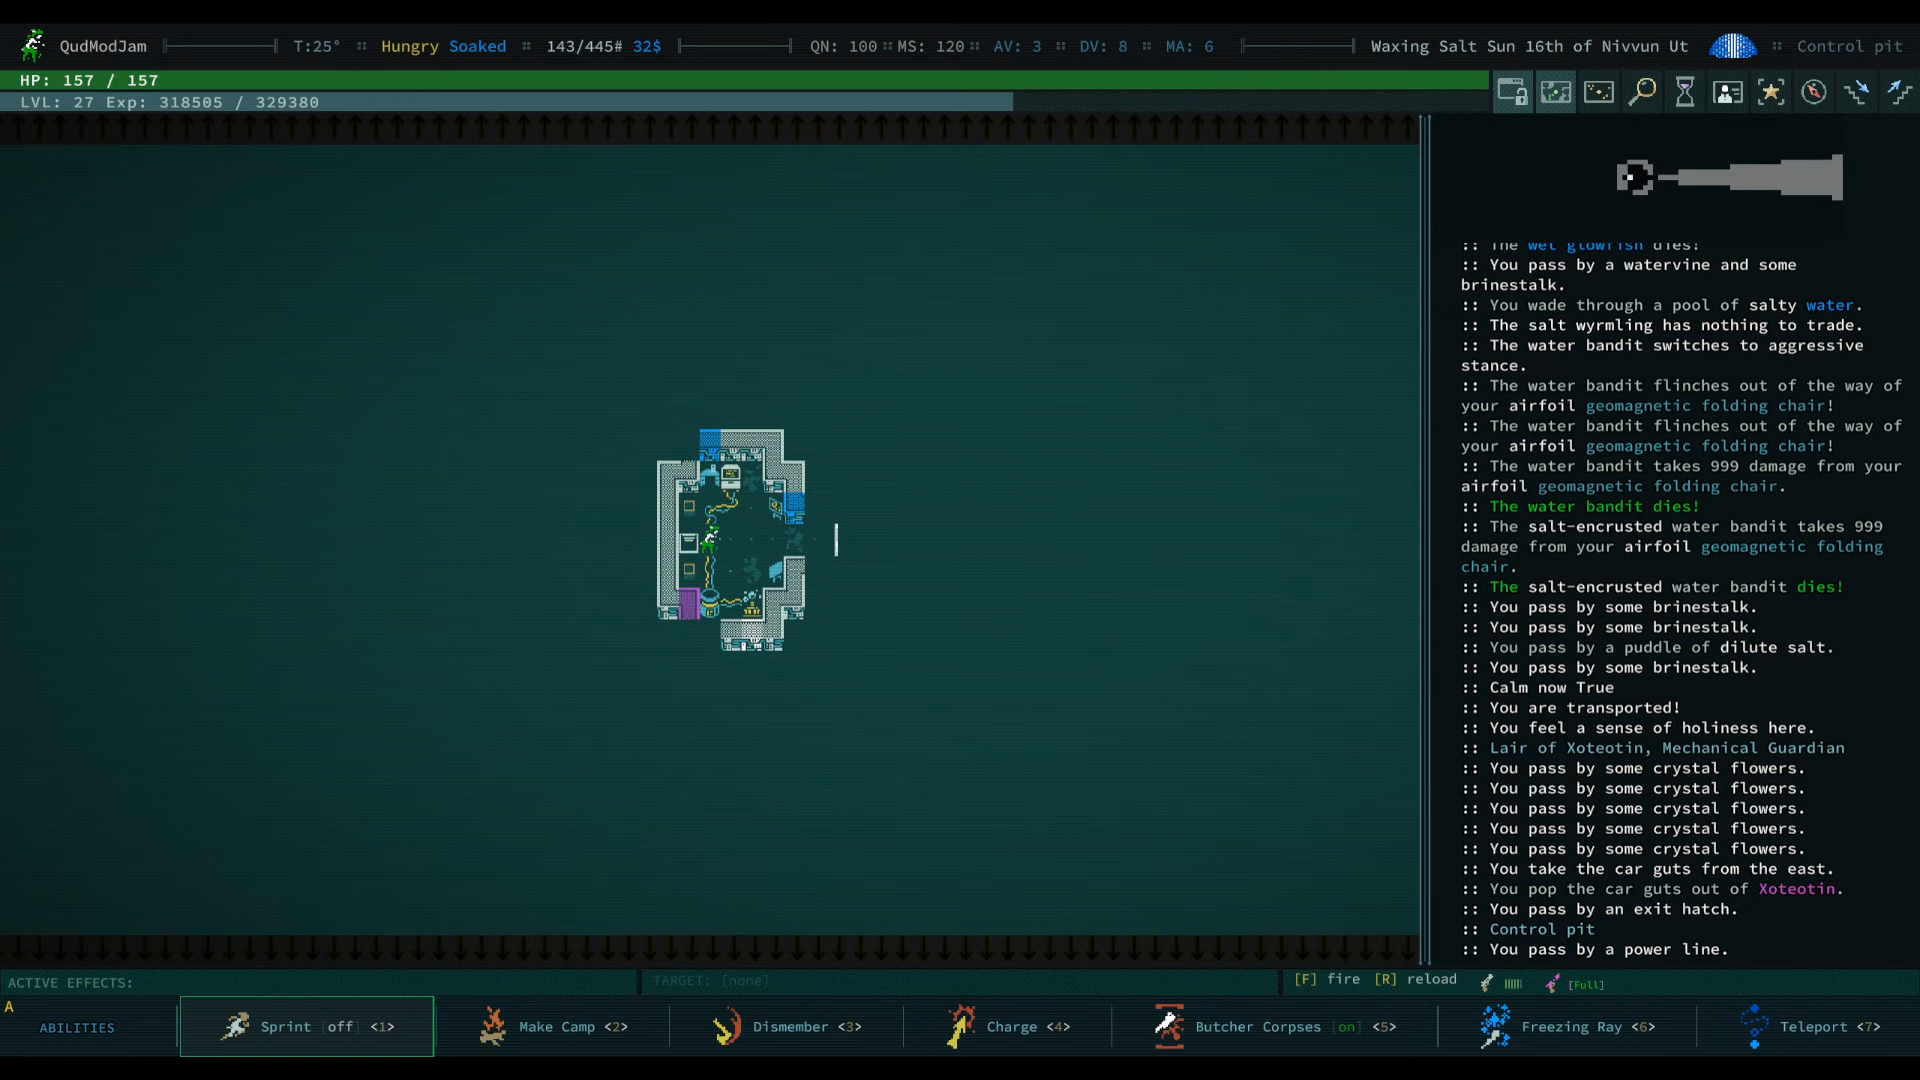 QudModJam T:25° :: Hungry Soaked :: 143/445# 32$ QN: 100 :: MS: 120 :: AV: 3 :: DV: 8 :: MA: 6 Waxing Salt Sun 16th of Nivvun Ut :: Control pit
HP: 157 / 157
LVL: 27 Exp: 318505 / 329380
:: The wet glowfish dies!
:: You pass by a watervine and some
brinestalk.
:: You wade through a pool of salty water.
:: The salt wyrmling has nothing to trade.
:: The water bandit switches to aggressive
stance.
:: The water bandit flinches out of the way of
your airfoil geomagnetic folding chair!
:: The water bandit flinches out of the way of
your airfoil geomagnetic folding chair!
:: The water bandit takes 999 damage from your
airfoil geomagnetic folding chair.
:: The water bandit dies!
:: The salt-encrusted water bandit takes 999
damage from your airfoil geomagnetic folding
chair.
:: The salt-encrusted water bandit dies!
:: You pass by some brinestalk.
:: You pass by some brinestalk.
:: You pass by a puddle of dilute salt.
:: You pass by some brinestalk.
:: Calm now True
:: You are transported!
:: You feel a sense of holiness here.
:: Lair of Xoteotin, Mechanical Guardian
:: You pass by some crystal flowers.
:: You pass by some crystal flowers.
:: You pass by some crystal flowers.
:: You pass by some crystal flowers.
:: You pass by some crystal flowers.
:: You take the car guts from the east.
:: You pop the car guts out of Xoteotin.
:: You pass by an exit hatch.
:: Control pit
:: You pass by a power line.
ACTIVE EFFECTS: TARGET: [none] [F] fire [R] reload [Full]
A
ABILITIES Sprint [off] <1> Make Camp <2> Dismember <3> Charge <4> Butcher Corpses [on] <5> Freezing Ray <6> Teleport <7>